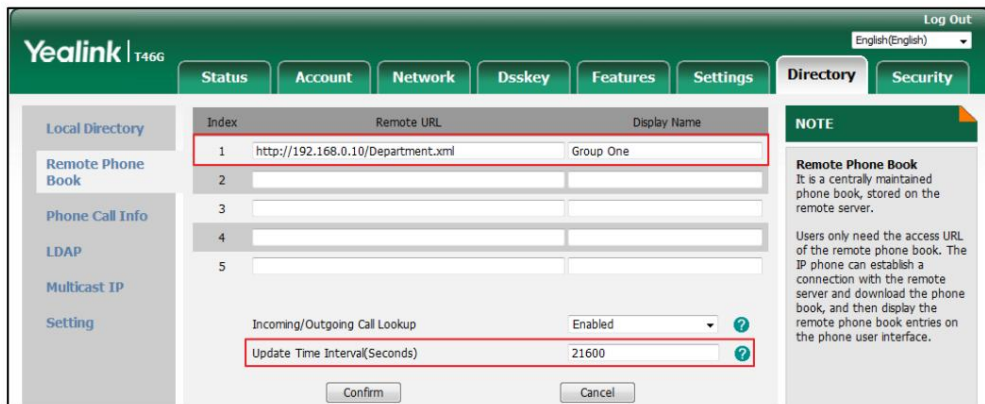 Log Out
Yealink | T46G
English(English)
Status Account Network Dsskey Features Settings Directory Security
Local Directory
Remote Phone
Book
Phone Call Info
LDAP
Multicast IP
Setting
Index Remote URL Display Name
1 http://192.168.0.10/Department.xml Group One
2
3
4
5
Incoming/Outgoing Call Lookup Enabled ?
Update Time Interval(Seconds) 21600 ?
Confirm Cancel
NOTE
Remote Phone Book
It is a centrally maintained
phone book, stored on the
remote server.
Users only need the access URL
of the remote phone book. The
IP phone can establish a
connection with the remote
server and download the phone
book, and then display the
remote phone book entries on
the phone user interface.